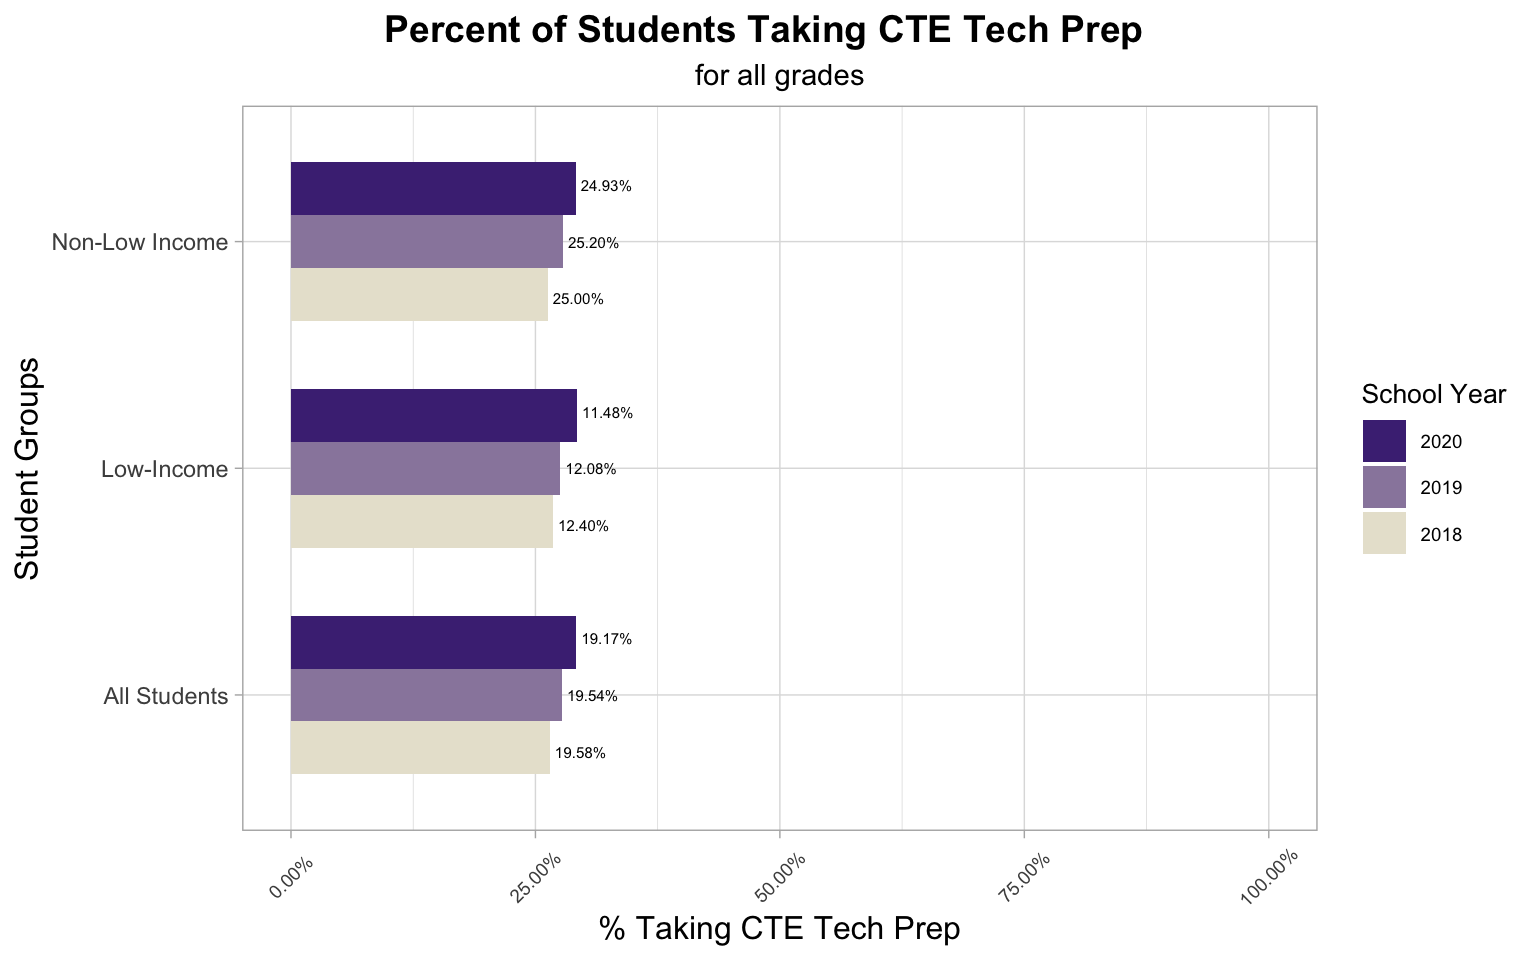 Percent of Students Taking CTE Tech Prep
for all grades
Student Groups
Non-Low Income
24.93%
25.20%
25.00%
Low-Income
11.48%
12.08%
12.40%
All Students
19.17%
19.54%
19.58%
0.00%
25.00%
50.00%
75.00%
100.00%
% Taking CTE Tech Prep
School Year
2020
2019
2018